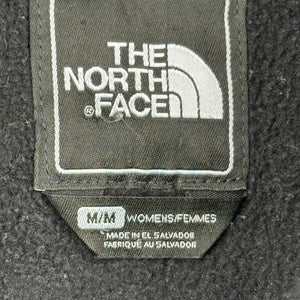 THE
NORTH
®FACE
M/M WOMENS/FEMMES
MADE IN EL SALVADOR
FABRIQUÉ AU SALVADOR